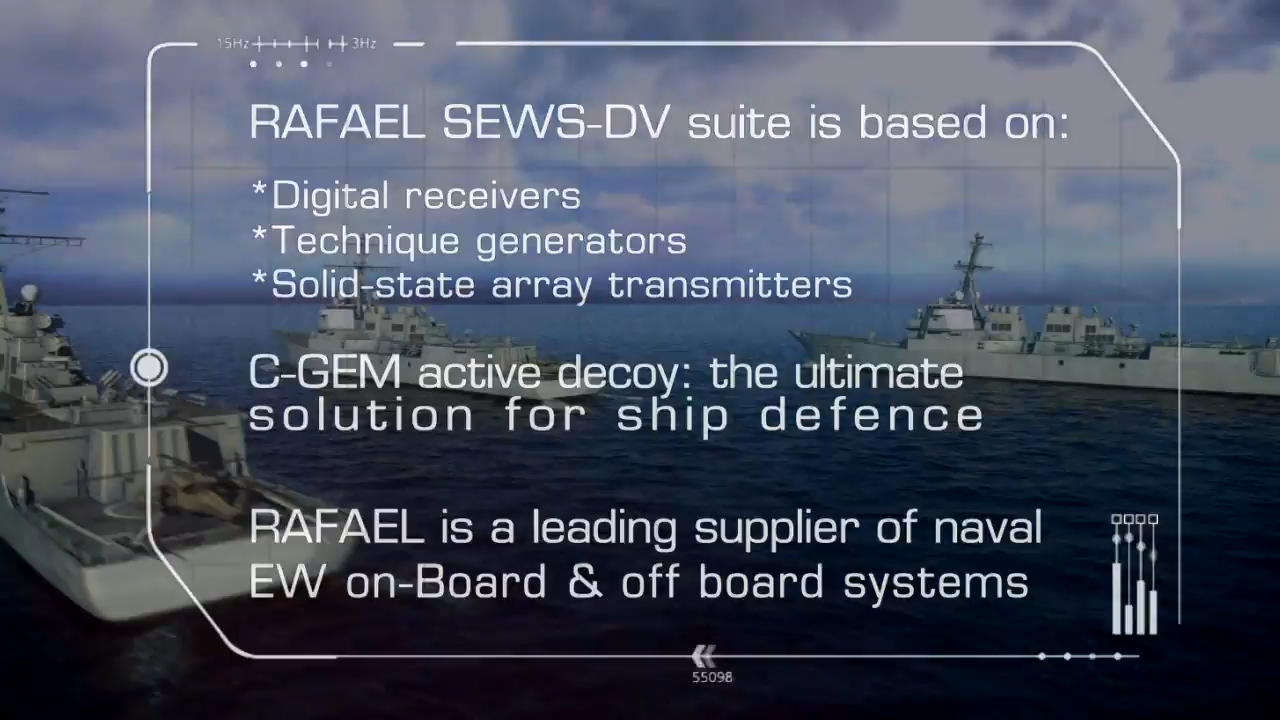 15Hz 3Hz
RAFAEL SEWS-DV suite is based on:
*Digital receivers
*Technique generators
*Solid-state array transmitters
C-GEM active decoy: the ultimate
solution for ship defence
RAFAEL is a leading supplier of naval
EW on-Board & off board systems
55098